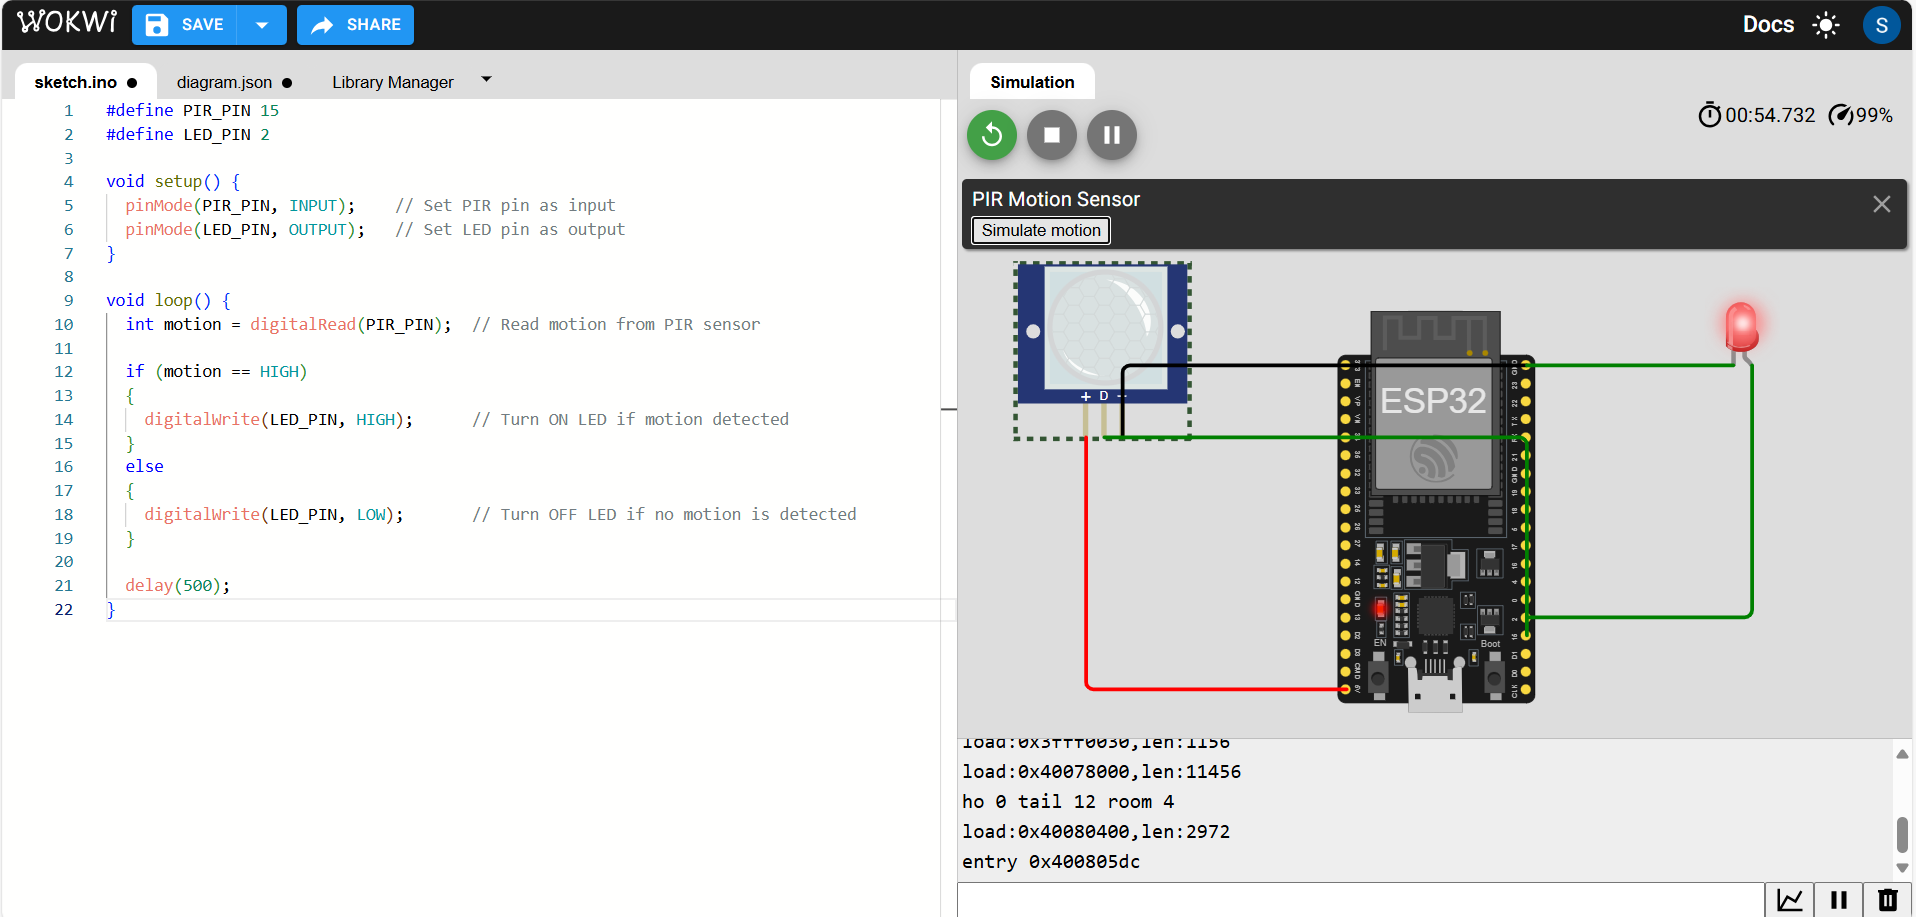 WOKWi
SAVE
SHARE
Docs
S
sketch.ino ●
diagram.json ●
Library Manager
1 #define PIR_PIN 15
2 #define LED_PIN 2
3
4 void setup() {
5 pinMode(PIR_PIN, INPUT); // Set PIR pin as input
6 pinMode(LED_PIN, OUTPUT); // Set LED pin as output
7 }
8
9 void loop() {
10 int motion = digitalRead(PIR_PIN); // Read motion from PIR sensor
11
12 if (motion == HIGH)
13 {
14 digitalWrite(LED_PIN, HIGH); // Turn ON LED if motion detected
15 }
16 else
17 {
18 digitalWrite(LED_PIN, LOW); // Turn OFF LED if no motion is detected
19 }
20
21 delay(500);
22 }
Simulation
00:54.732 99%
PIR Motion Sensor
Simulate motion
+ D -
ESP32
EN
Boot
load:0x3fff0030,len:1156
load:0x40078000,len:11456
ho 0 tail 12 room 4
load:0x40080400,len:2972
entry 0x400805dc